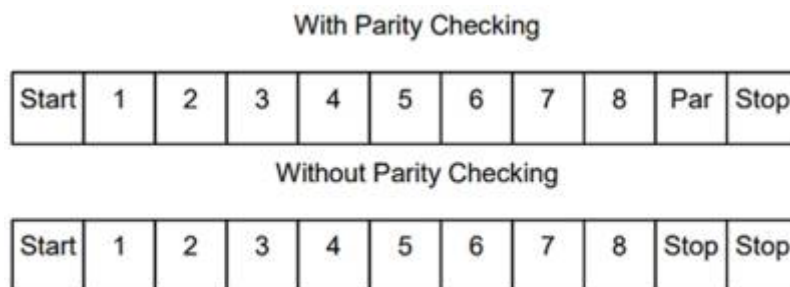 With Parity Checking
Start 1 2 3 4 5 6 7 8 Par Stop
Without Parity Checking
Start 1 2 3 4 5 6 7 8 Stop Stop